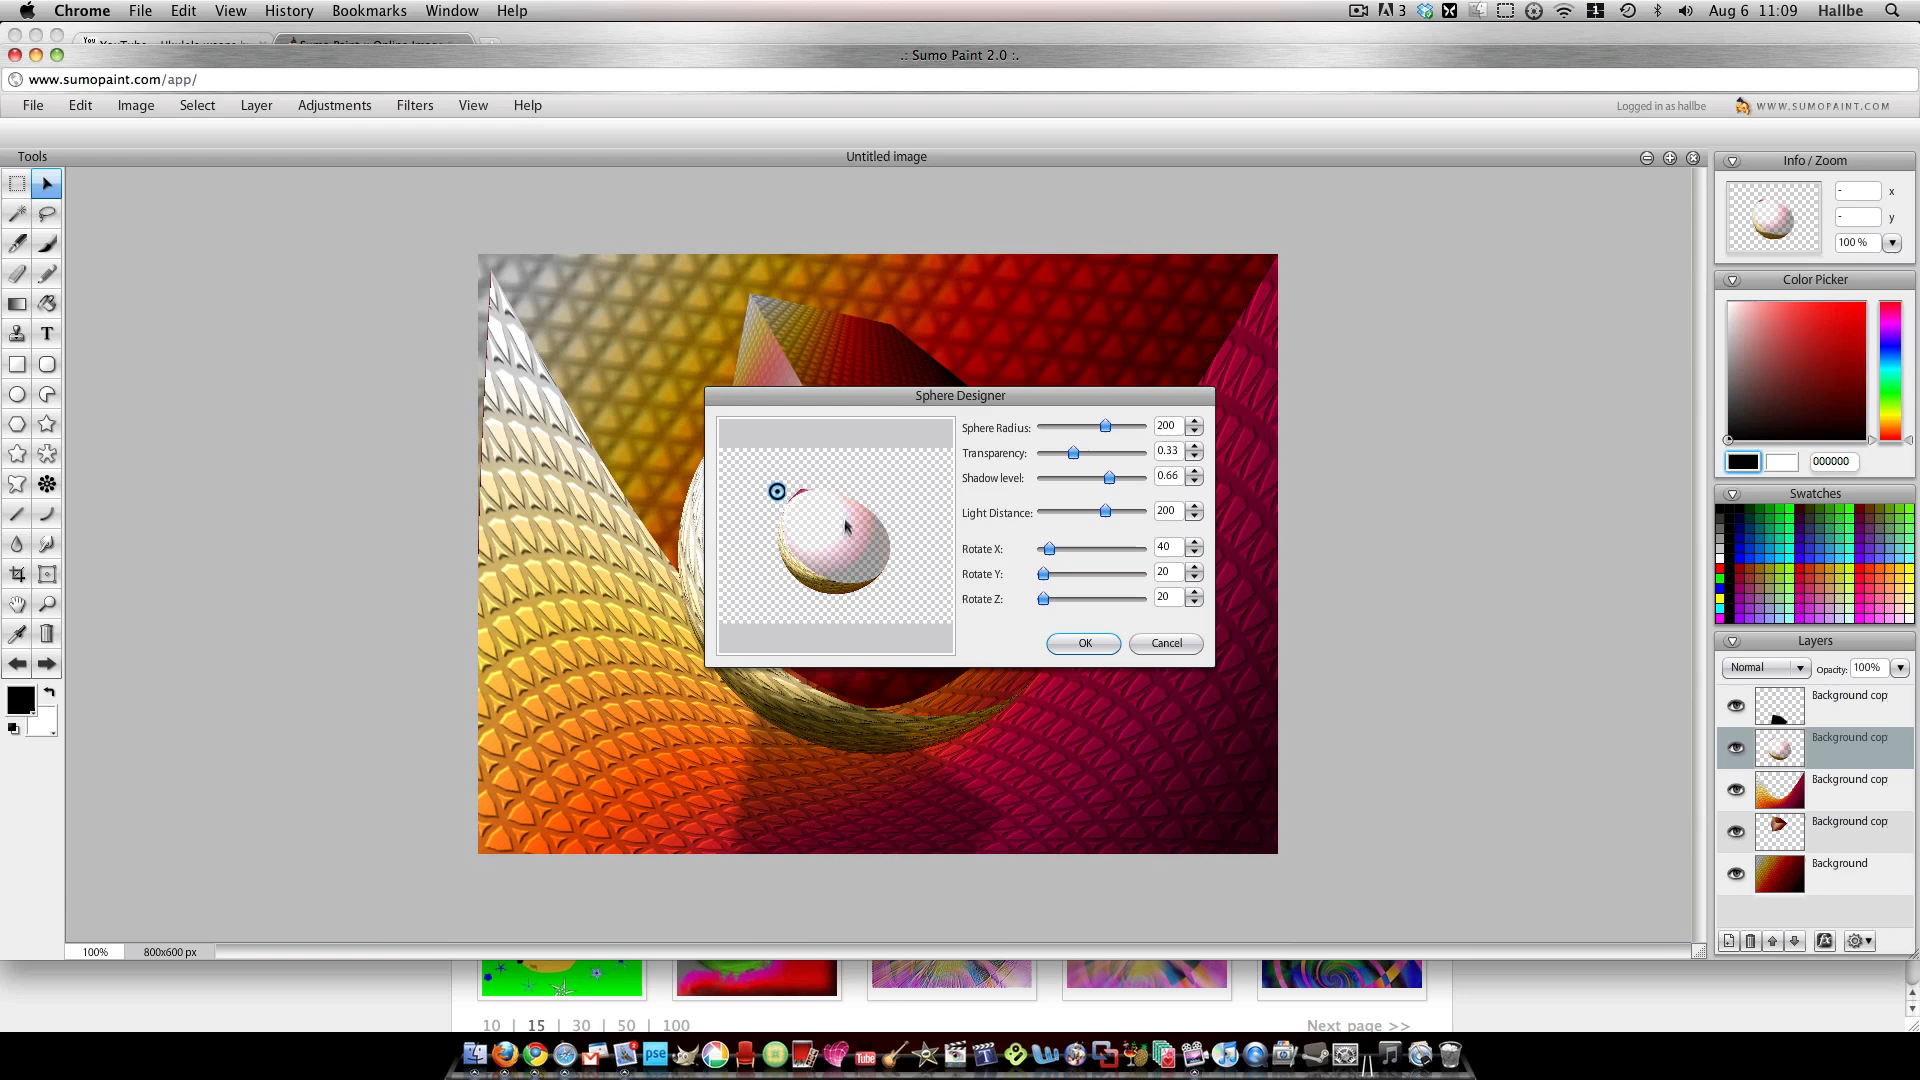 Chrome File Edit View History Bookmarks Window Help
3 Aug 6 11:09 Hallbe
.: Sumo Paint 2.0 :.
www.sumopaint.com/app/
File Edit Image Select Layer Adjustments Filters View Help
Logged in as hallbe WWW.SUMOPAINT.COM
Tools
Untitled image
Info / Zoom
- x
- y
100 %
Color Picker
000000
Swatches
Layers
Normal Opacity: 100%
Background cop
Background cop
Background cop
Background cop
Background
Sphere Designer
Sphere Radius: 200
Transparency: 0.33
Shadow level: 0.66
Light Distance: 200
Rotate X: 40
Rotate Y: 20
Rotate Z: 20
OK Cancel
100% 800x600 px
10 | 15 | 30 | 50 | 100
Next page >>
pse
You
Tube